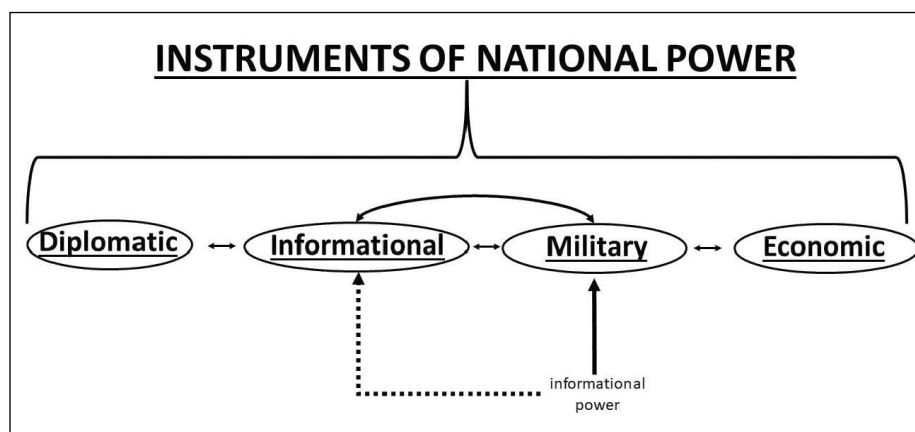 INSTRUMENTS OF NATIONAL POWER
Diplomatic
Informational
Military
Economic
informational
power